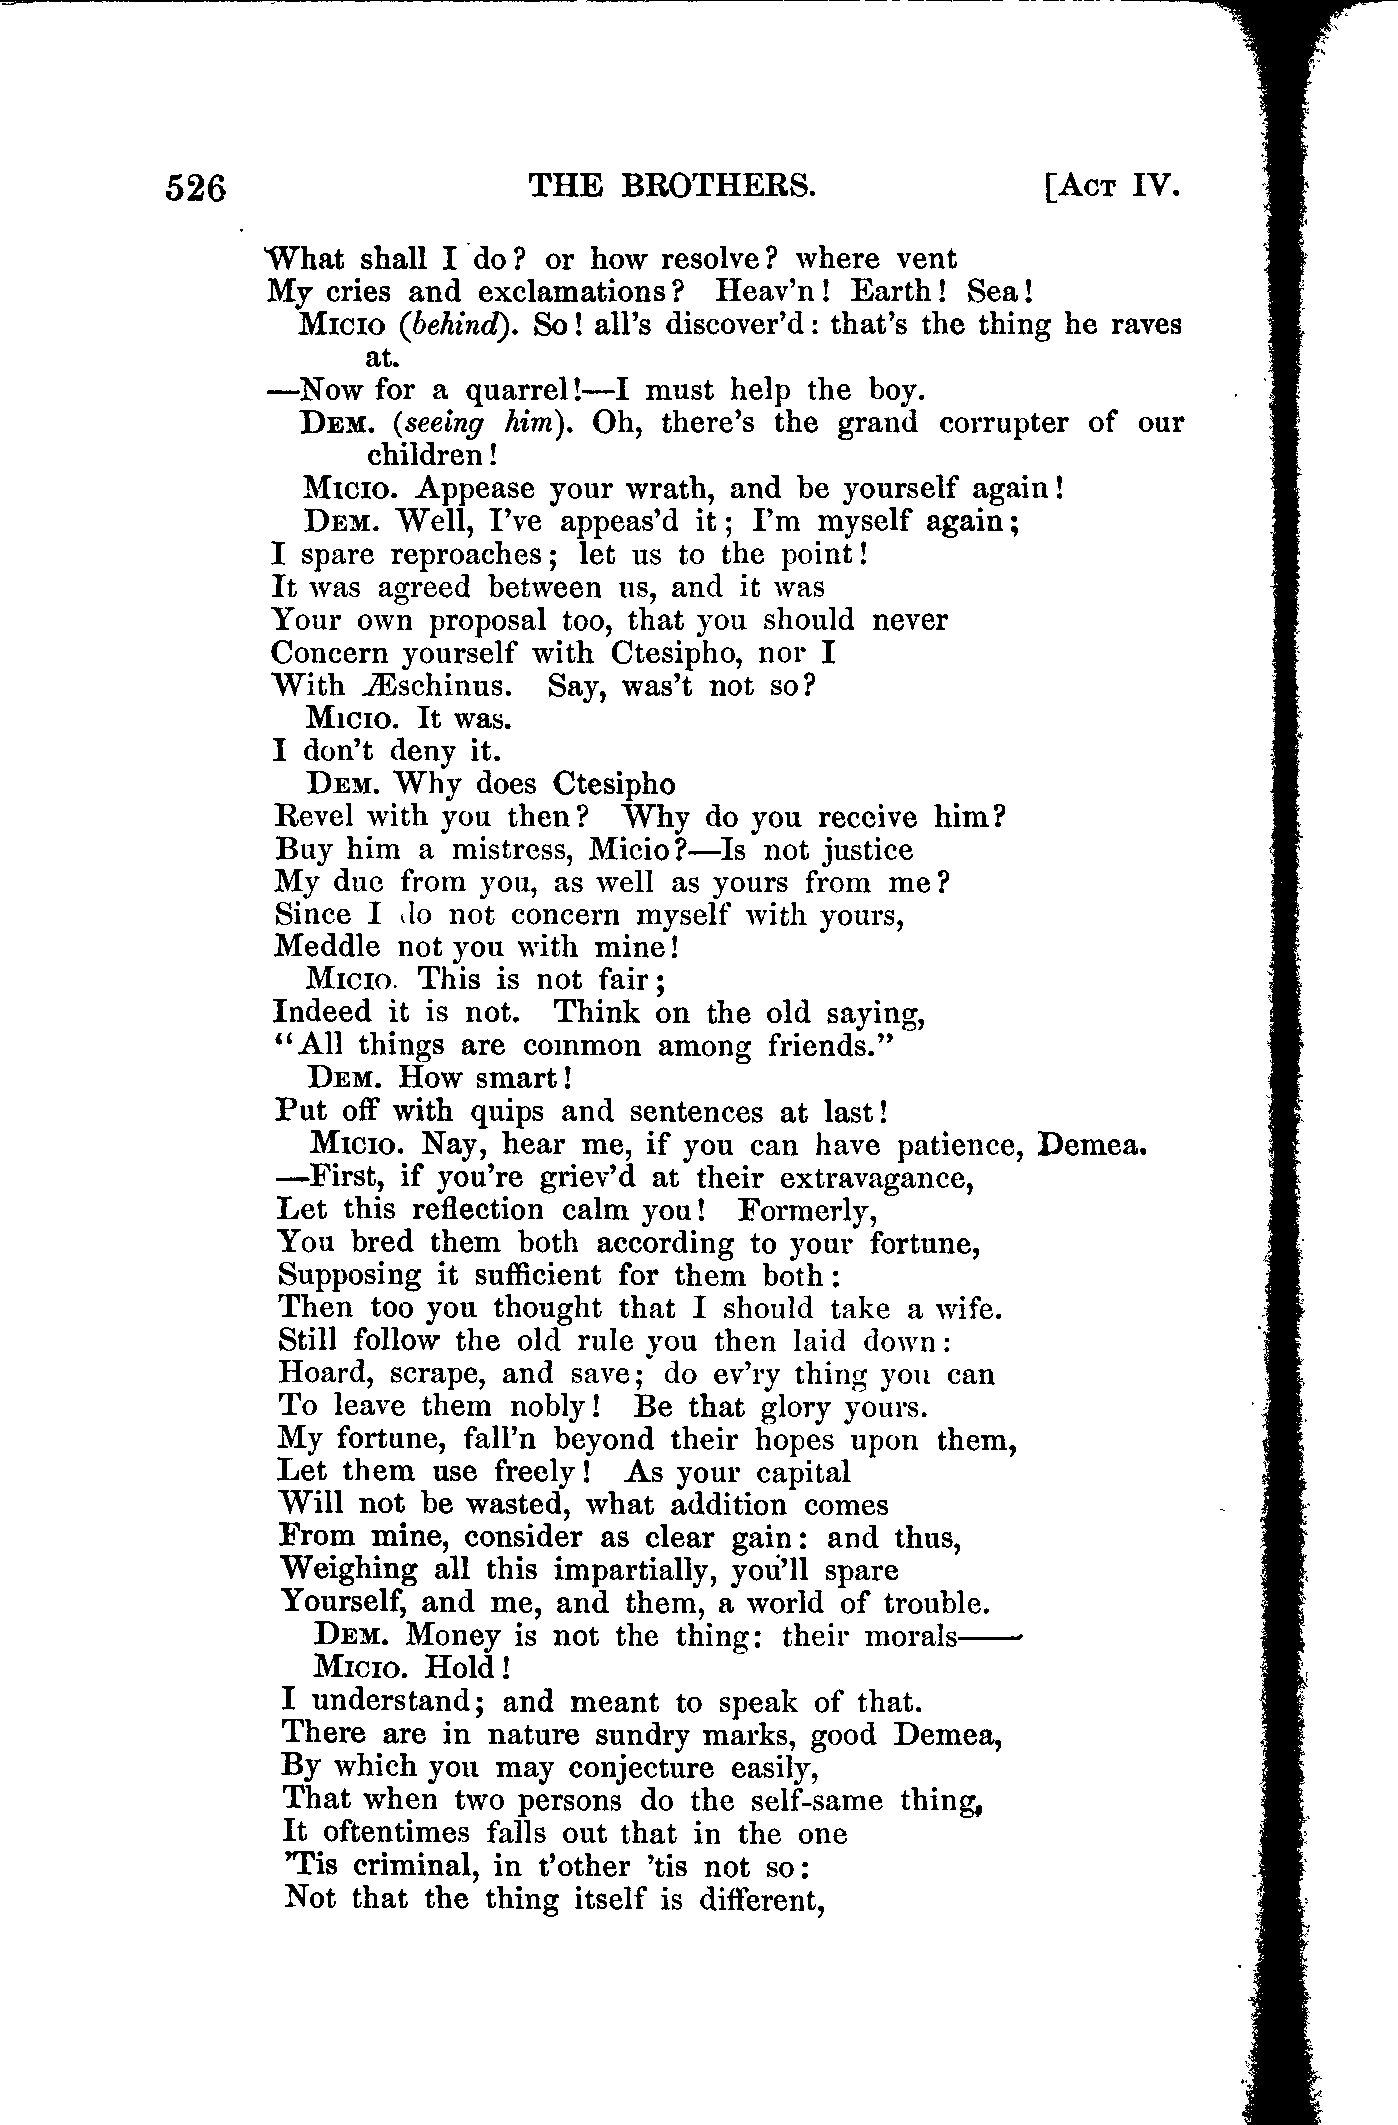 526 THE BROTHERS. [ACT IV.
What shall I do? or how resolve? where vent
My cries and exclamations? Heav'n! Earth! Sea!
MICIO (behind). So! all's discover'd: that's the thing he raves
at.
—Now for a quarrel!—I must help the boy.
DEM. (seeing him). Oh, there's the grand corrupter of our
children!
MICIO. Appease your wrath, and be yourself again!
DEM. Well, I've appeas'd it; I'm myself again;
I spare reproaches; let us to the point!
It was agreed between us, and it was
Your own proposal too, that you should never
Concern yourself with Ctesipho, nor I
With Æschinus. Say, was't not so?
MICIO. It was.
I don't deny it.
DEM. Why does Ctesipho
Revel with you then? Why do you receive him?
Buy him a mistress, Micio?—Is not justice
My due from you, as well as yours from me?
Since I do not concern myself with yours,
Meddle not you with mine!
MICIO. This is not fair;
Indeed it is not. Think on the old saying,
"All things are common among friends."
DEM. How smart!
Put off with quips and sentences at last!
MICIO. Nay, hear me, if you can have patience, Demea.
—First, if you're griev'd at their extravagance,
Let this reflection calm you! Formerly,
You bred them both according to your fortune,
Supposing it sufficient for them both:
Then too you thought that I should take a wife.
Still follow the old rule you then laid down:
Hoard, scrape, and save; do ev'ry thing you can
To leave them nobly! Be that glory yours.
My fortune, fall'n beyond their hopes upon them,
Let them use freely! As your capital
Will not be wasted, what addition comes
From mine, consider as clear gain: and thus,
Weighing all this impartially, you'll spare
Yourself, and me, and them, a world of trouble.
DEM. Money is not the thing: their morals——
MICIO. Hold!
I understand; and meant to speak of that.
There are in nature sundry marks, good Demea,
By which you may conjecture easily,
That when two persons do the self-same thing,
It oftentimes falls out that in the one
'Tis criminal, in t'other 'tis not so:
Not that the thing itself is different,